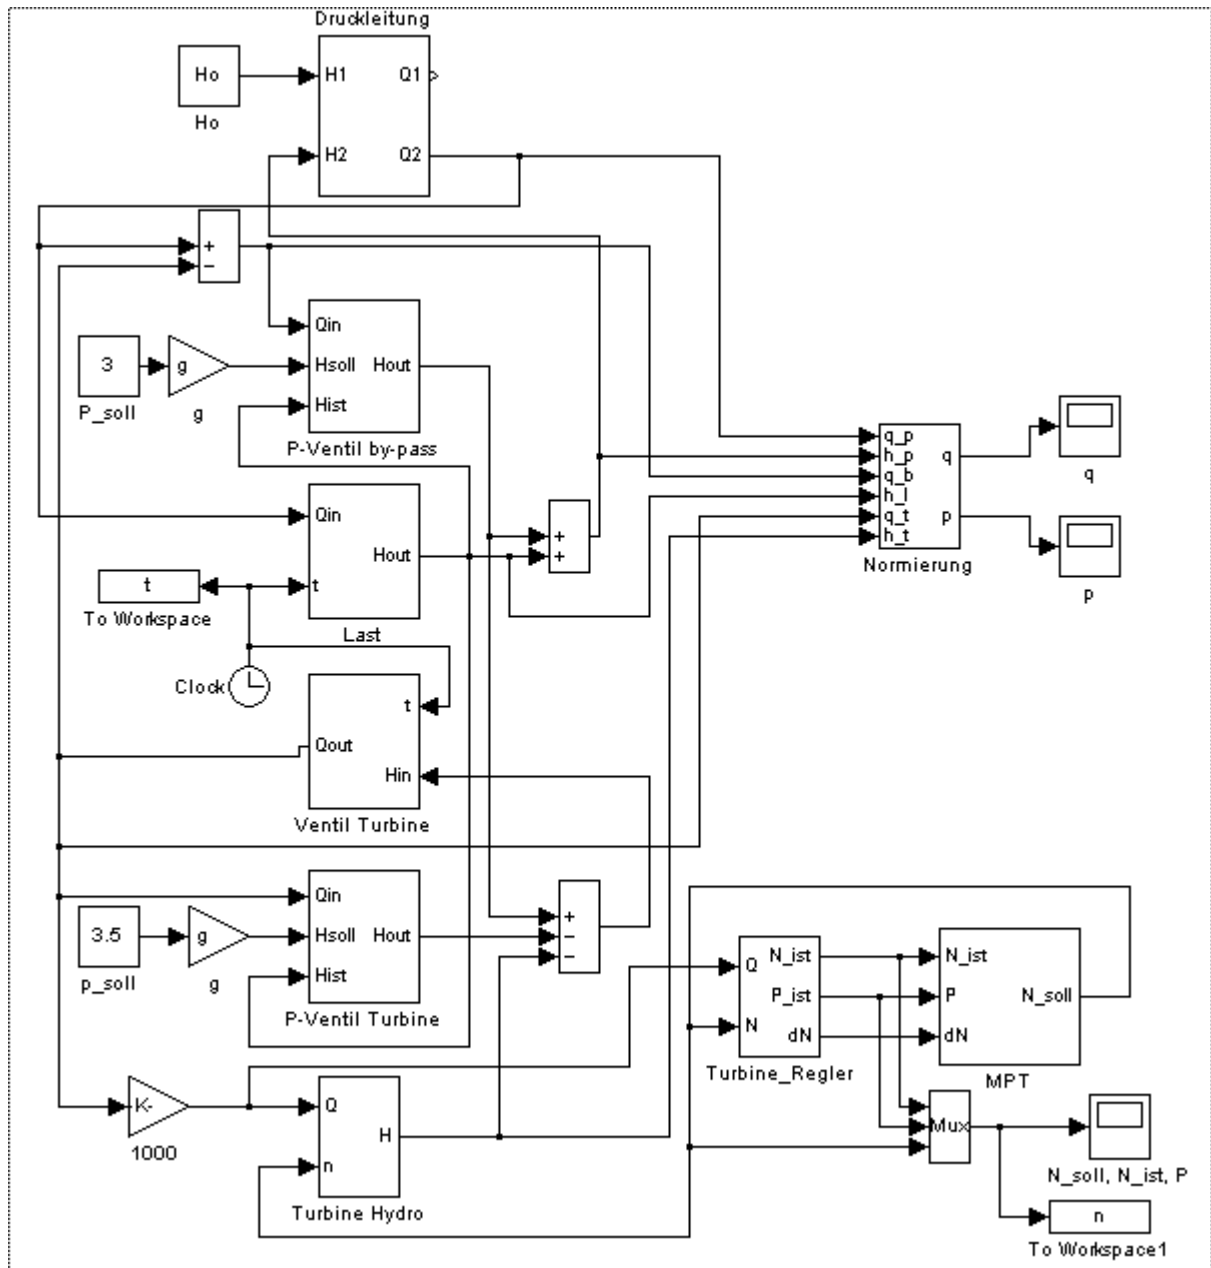 Druckleitung
Ho
H1
Q1
Ho
H2
Q2
+
−
Qin
3
g
Hsoll
Hout
P_soll
g
Hist
P-Ventil by-pass
q_p
h_p
q
q_b
h_l
q_t
p
h_t
Normierung
q
p
Qin
Hout
+
+
t
t
To Workspace
Last
Clock
t
Qout
Hin
Ventil Turbine
Qin
3.5
g
Hsoll
Hout
p_soll
g
Hist
P-Ventil Turbine
+
−
−
Q
N_ist
P_ist
N
dN
Turbine_Regler
N_ist
P
N_soll
dN
MPT
K-
1000
Q
H
n
Turbine Hydro
Mux
N_soll, N_ist, P
n
To Workspace1